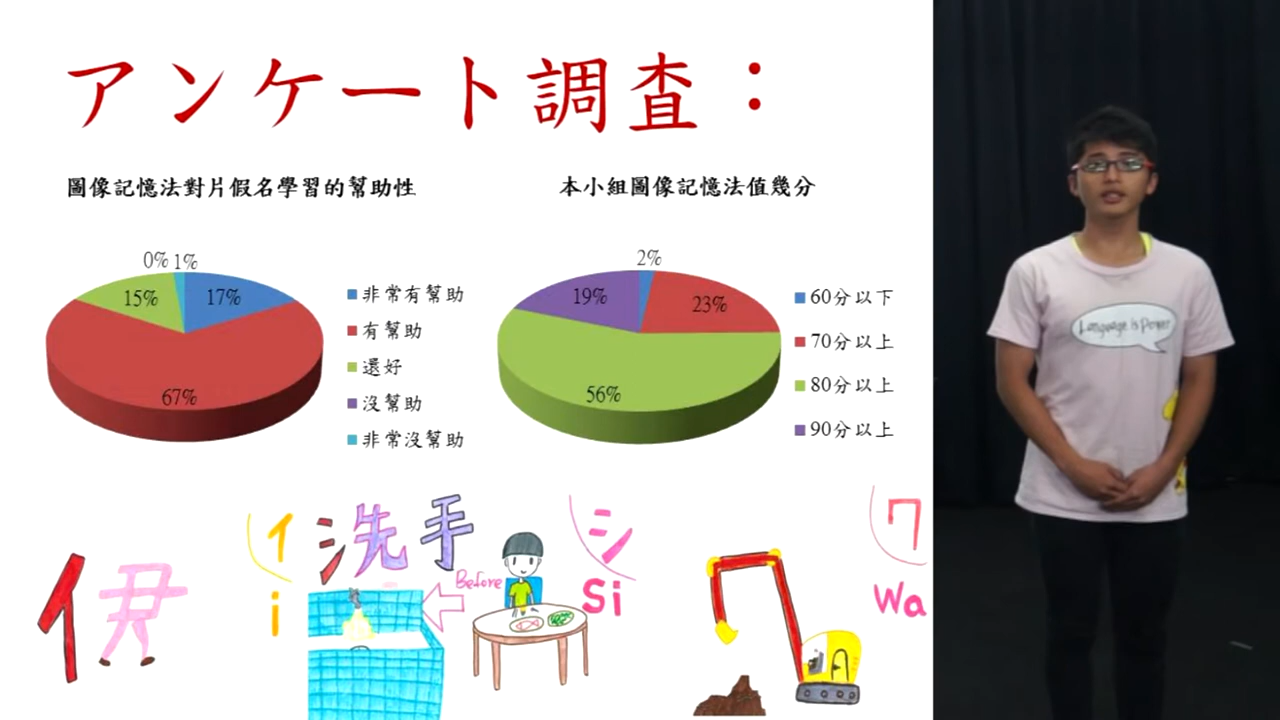 アンケート調査：
圖像記憶法對片假名學習的幫助性
本小組圖像記憶法值幾分
0% 1%
15%
17%
67%
非常有幫助
有幫助
還好
沒幫助
非常沒幫助
2%
19%
23%
56%
60分以下
70分以上
80分以上
90分以上
Language is Power
伊
イ
i
洗手
Before
シ
Si
ワ
Wa